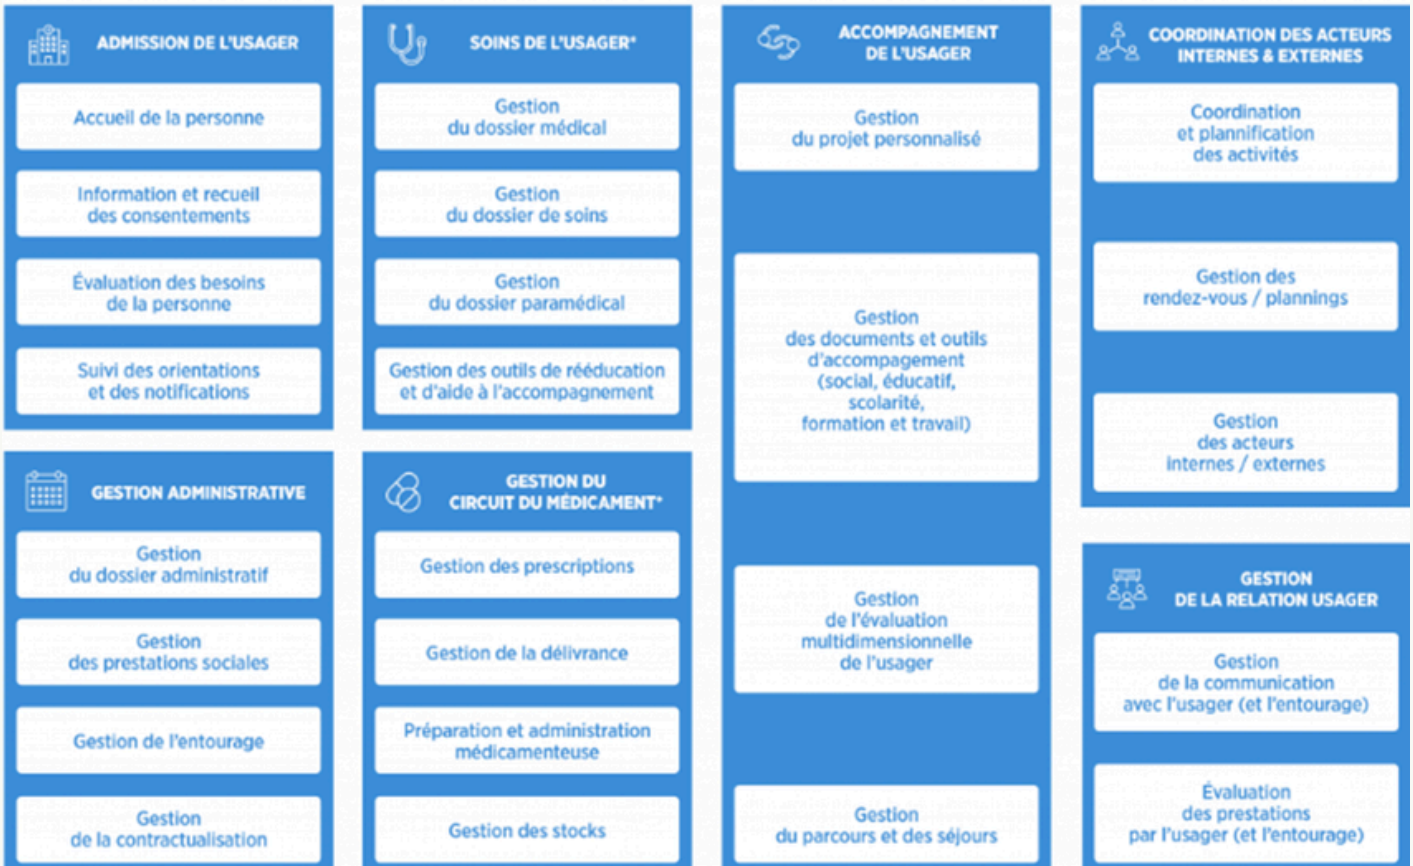 ADMISSION DE L'USAGER
Accueil de la personne
Information et recueil
des consentements
Évaluation des besoins
de la personne
Suivi des orientations
et des notifications
SOINS DE L'USAGER*
Gestion
du dossier médical
Gestion
du dossier de soins
Gestion
du dossier paramédical
Gestion des outils de rééducation
et d'aide à l'accompagnement
ACCOMPAGNEMENT
DE L'USAGER
Gestion
du projet personnalisé
Gestion
des documents et outils
d'accompagement
(social, éducatif,
scolarité,
formation et travail)
Gestion
de l'évaluation
multidimensionnelle
de l'usager
Gestion
du parcours et des séjours
COORDINATION DES ACTEURS
INTERNES & EXTERNES
Coordination
et plannification
des activités
Gestion des
rendez-vous / plannings
Gestion
des acteurs
internes / externes
GESTION ADMINISTRATIVE
Gestion
du dossier administratif
Gestion
des prestations sociales
Gestion de l'entourage
Gestion
de la contractualisation
GESTION DU
CIRCUIT DU MÉDICAMENT*
Gestion des prescriptions
Gestion de la délivrance
Préparation et administration
médicamenteuse
Gestion des stocks
GESTION
DE LA RELATION USAGER
Gestion
de la communication
avec l'usager (et l'entourage)
Évaluation
des prestations
par l'usager (et l'entourage)